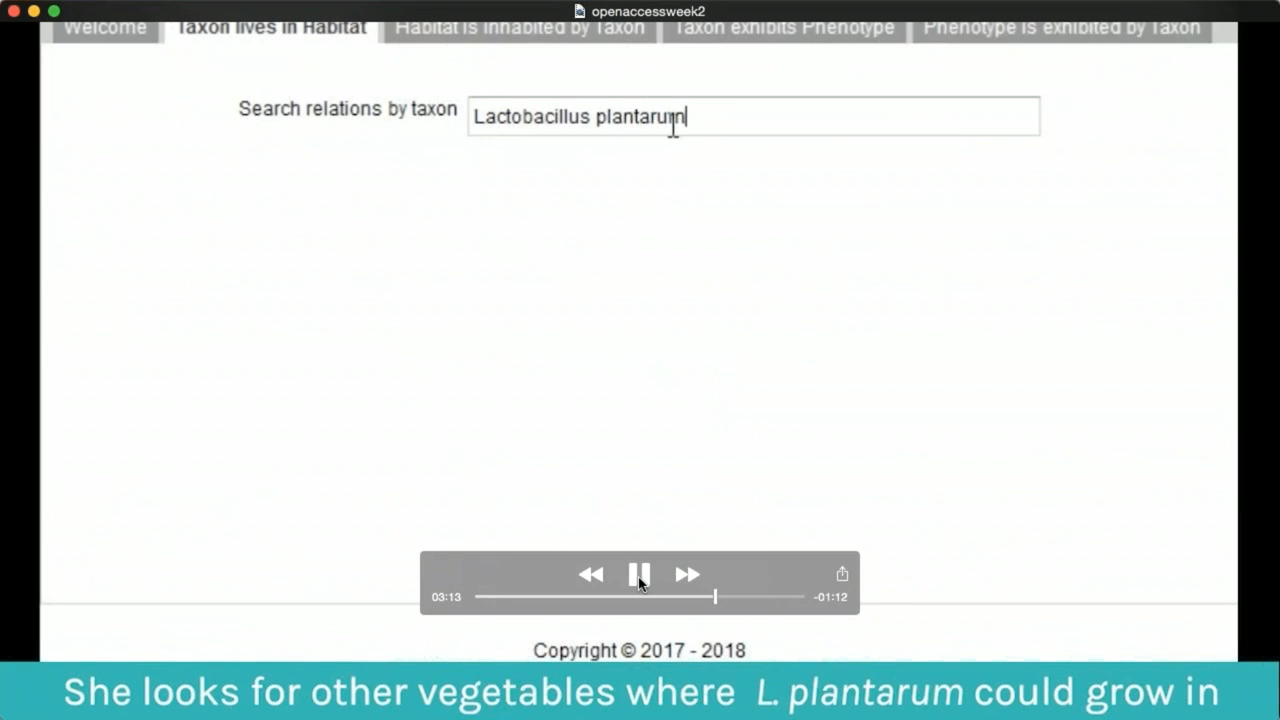 openaccessweek2
Welcome Taxon lives in Habitat Habitat is inhabited by Taxon Taxon exhibits Phenotype Phenotype is exhibited by Taxon
Search relations by taxon Lactobacillus plantarum
03:13 -01:12
Copyright © 2017 - 2018
She looks for other vegetables where L. plantarum could grow in